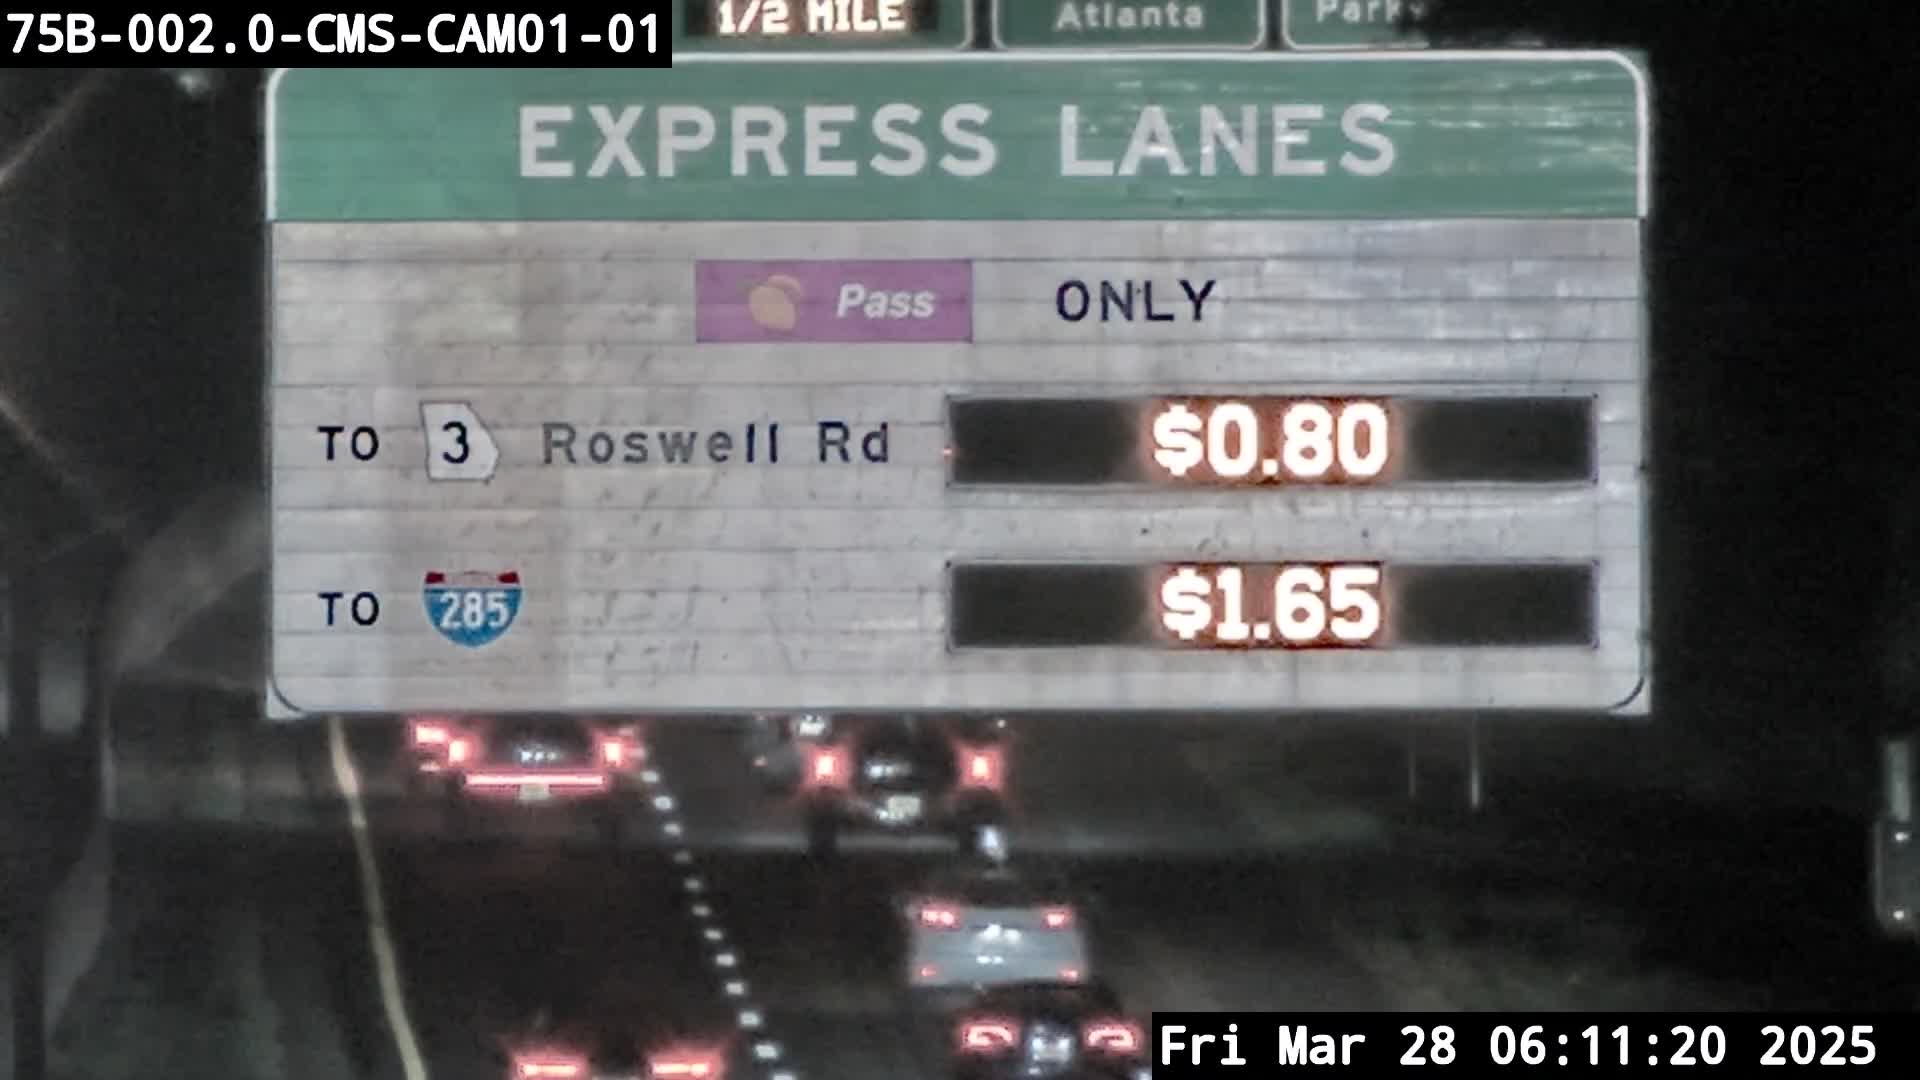 75B-002.0-CMS-CAM01-01
1/2 MILE
Atlanta
EXPRESS LANES
Pass ONLY
TO 3 Roswell Rd $0.80
TO 285 $1.65
Fri Mar 28 06:11:20 2025